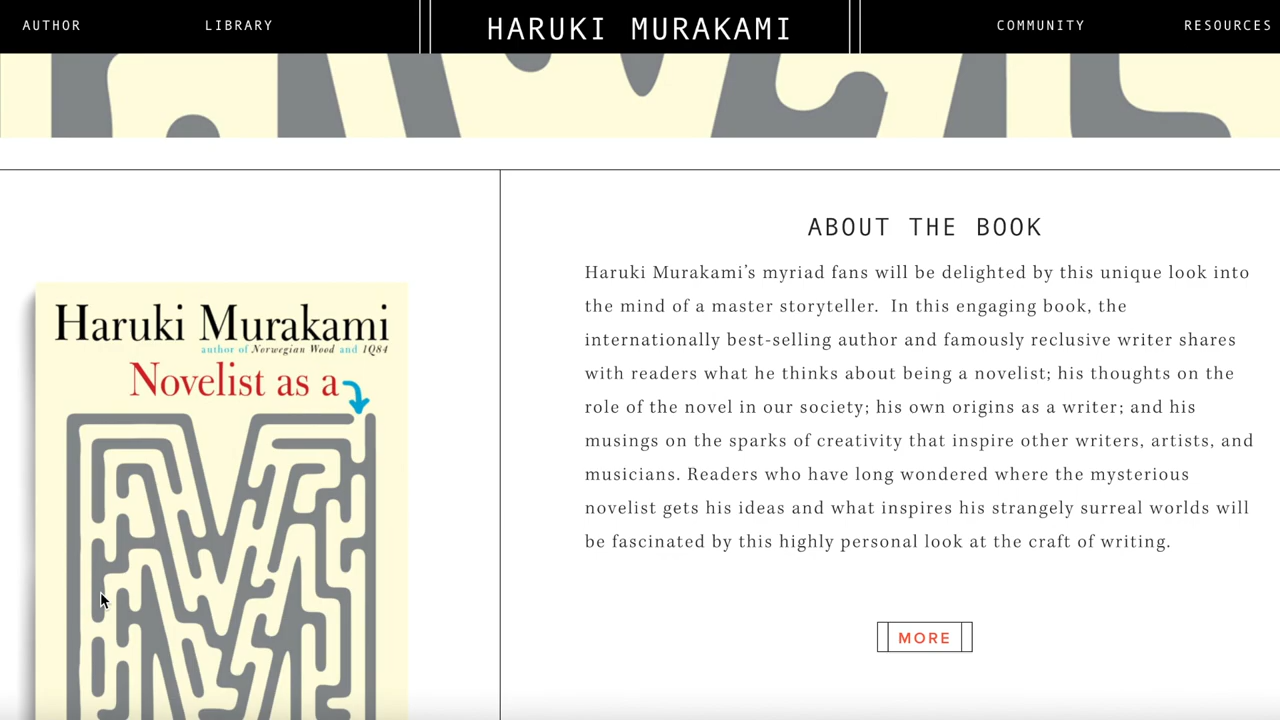 AUTHOR
LIBRARY
HARUKI MURAKAMI
COMMUNITY
RESOURCES
Haruki Murakami
author of Norwegian Wood and 1Q84
Novelist as a
ABOUT THE BOOK
Haruki Murakami’s myriad fans will be delighted by this unique look into
the mind of a master storyteller.  In this engaging book, the
internationally best-selling author and famously reclusive writer shares
with readers what he thinks about being a novelist; his thoughts on the
role of the novel in our society; his own origins as a writer; and his
musings on the sparks of creativity that inspire other writers, artists, and
musicians. Readers who have long wondered where the mysterious
novelist gets his ideas and what inspires his strangely surreal worlds will
be fascinated by this highly personal look at the craft of writing.
MORE